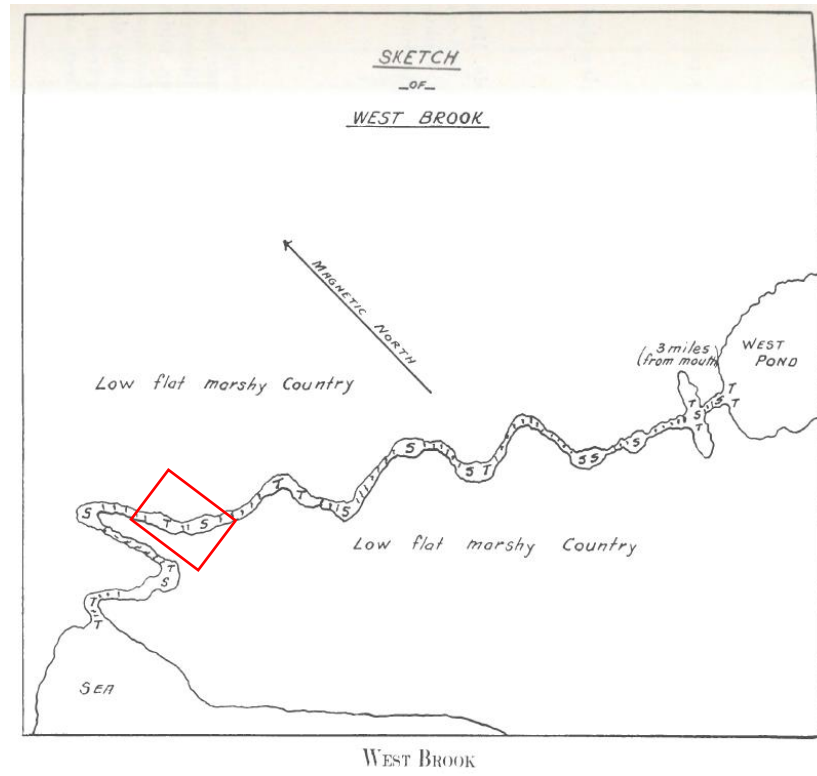 SKETCH
_OF_
WEST BROOK
MAGNETIC NORTH
(3 miles
(from mouth)
WEST
POND
Low flat marshy Country
T
T S T
S T
S
S T
S S S
T
T S
T S
T S
S
Low flat marshy Country
T
S
T
T
SEA
WEST BROOK